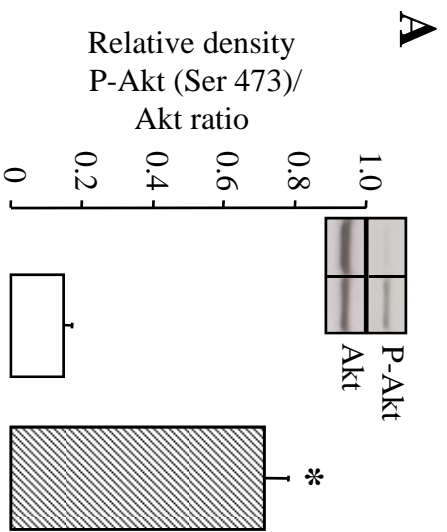 A
Relative density
P-Akt (Ser 473)/
Akt ratio
1.0
0.8
0.6
0.4
0.2
0
P-Akt
Akt
*